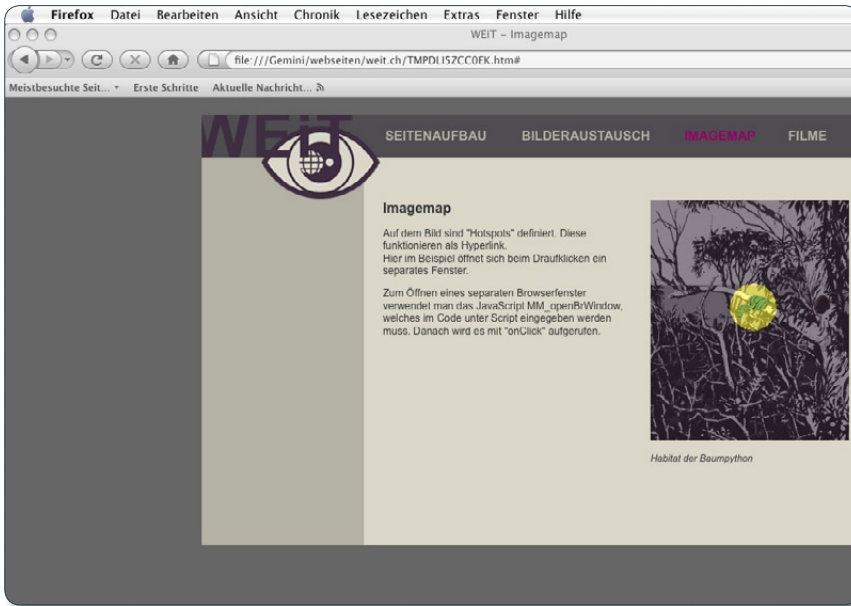 Firefox Datei Bearbeiten Ansicht Chronik Lesezeichen Extras Fenster Hilfe
WEiT – Imagemap
file:///Gemini/webseiten/weit.ch/TMPDLI5ZCC0EK.htm#
Meistbesuchte Seit... Erste Schritte Aktuelle Nachricht...
WEiT
SEITENAUFBAU BILDERAUSTAUSCH IMAGEMAP FILME
Imagemap
Auf dem Bild sind "Hotspots" definiert. Diese
funktionieren als Hyperlink.
Hier im Beispiel öffnet sich beim Draufklicken ein
separates Fenster.
Zum Öffnen eines separaten Browserfenster
verwendet man das JavaScript MM_openBrWindow,
welches im Code unter Script eingegeben werden
muss. Danach wird es mit "onClick" aufgerufen.
Habitat der Baumpython